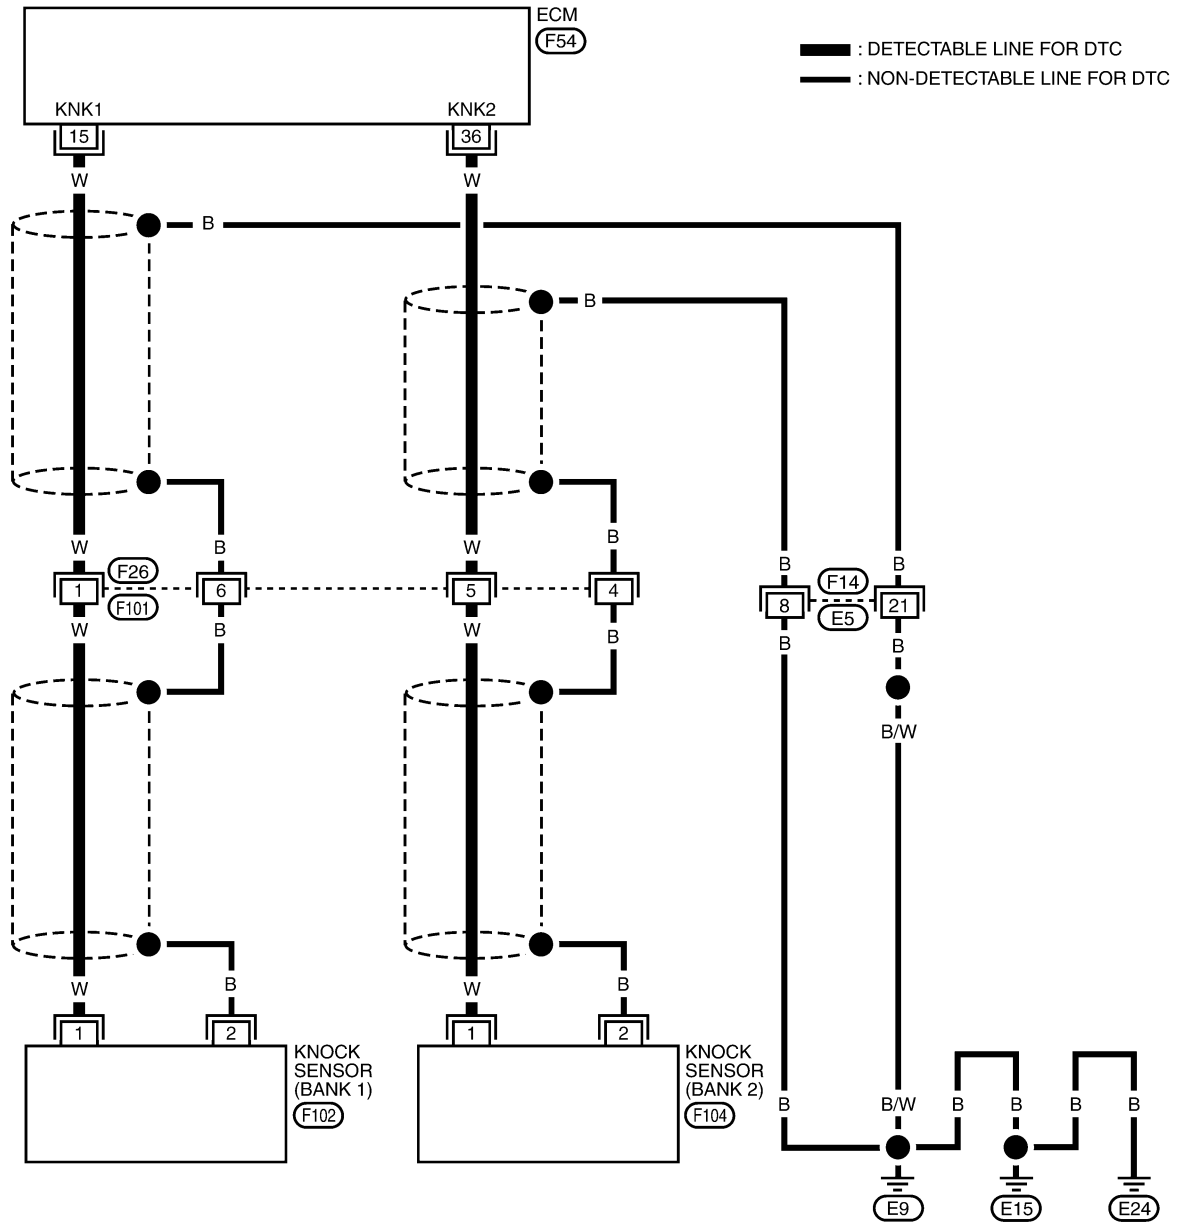 ECM
F54
: DETECTABLE LINE FOR DTC
: NON-DETECTABLE LINE FOR DTC
KNK1
KNK2
15
36
W
W
B
B
W
B
W
B
B
B
F26
F101
1
6
5
4
F14
E5
8
21
W
B
W
B
B
B
B/W
W
B
W
B
1
2
1
2
KNOCK
SENSOR
(BANK 1)
F102
KNOCK
SENSOR
(BANK 2)
F104
B
B/W
B
B
B
B
E9
E15
E24